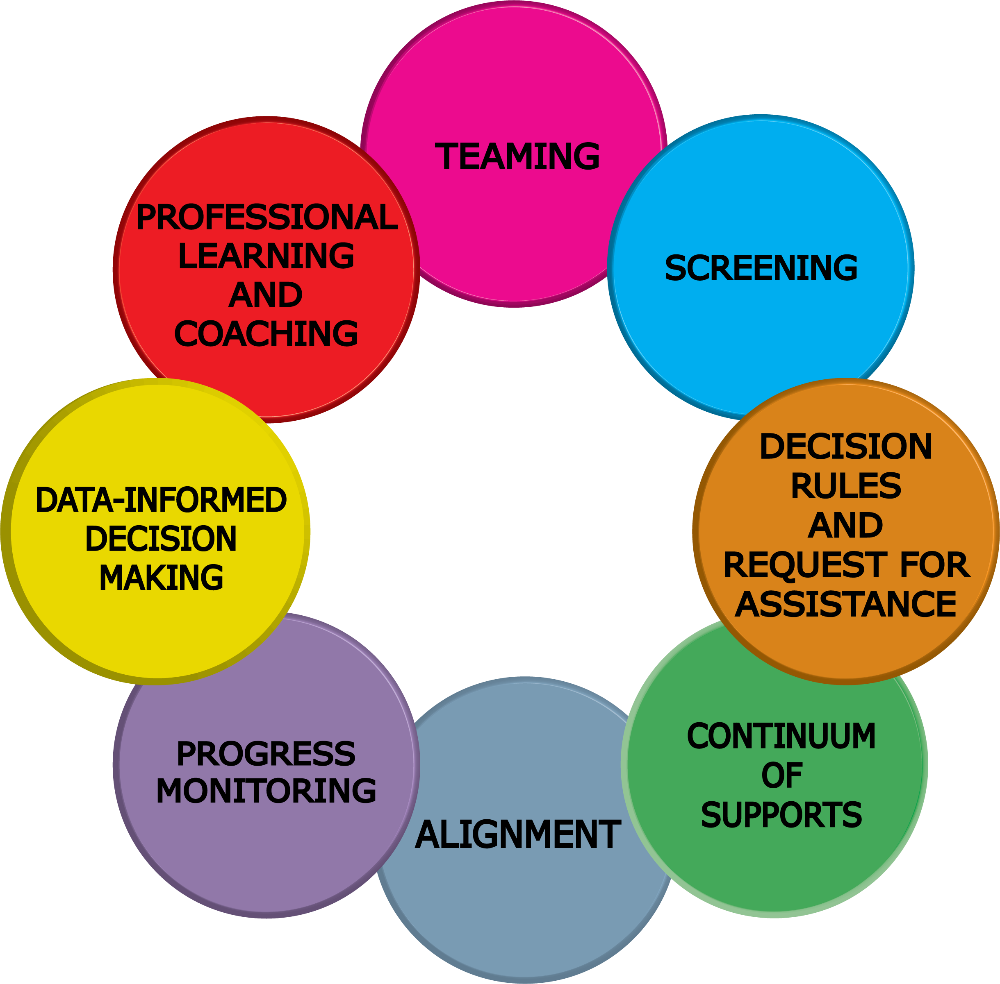 TEAMING
SCREENING
DECISION
RULES
AND
REQUEST FOR
ASSISTANCE
CONTINUUM
OF
SUPPORTS
ALIGNMENT
PROGRESS
MONITORING
DATA-INFORMED
DECISION
MAKING
PROFESSIONAL
LEARNING
AND
COACHING